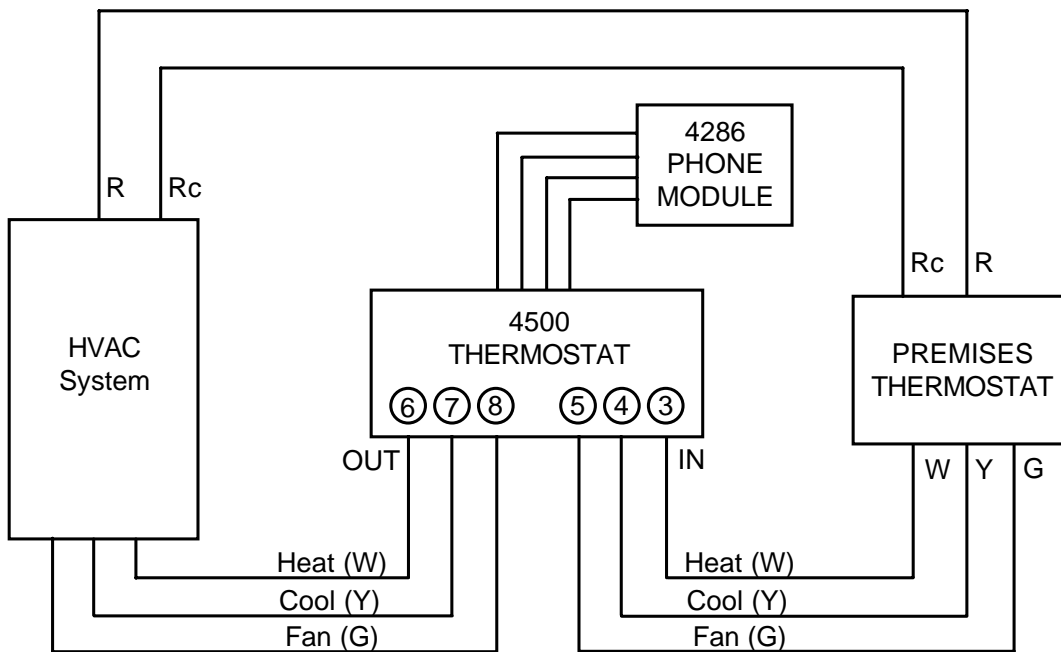 4286
PHONE
MODULE
R
Rc
Rc
R
HVAC
System
4500
THERMOSTAT
6 7 8 5 4 3
PREMISES
THERMOSTAT
OUT
IN
W Y G
Heat (W)
Cool (Y)
Fan (G)
Heat (W)
Cool (Y)
Fan (G)